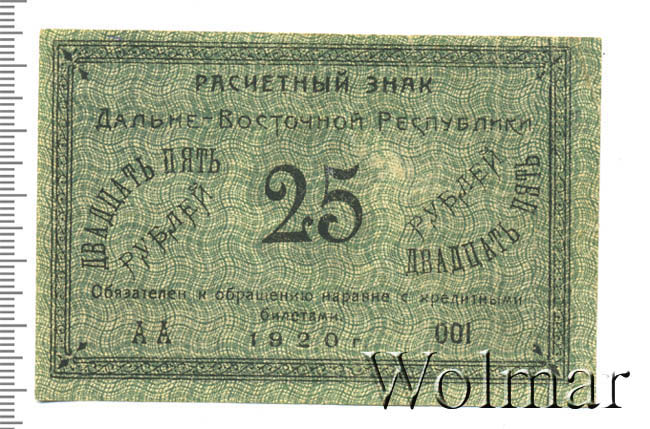 РАСЧЕТНЫЙ ЗНАК
ДАЛЬНЕ-ВОСТОЧНОЙ РЕСПУБЛИКИ
ДВАДЦАТЬ ПЯТЬ
РУБЛЕЙ
25
РУБЛЕЙ
ДВАДЦАТЬ ПЯТЬ
Обязателен к обращению наравне с кредитными
билетами.
АА
1920 г.
001
Wolmar